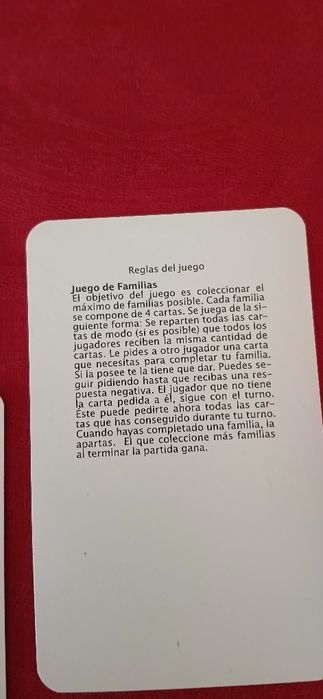 Reglas del juego
Juego de Familias
El objetivo del juego es coleccionar el
máximo de familias posible. Cada familia
se compone de 4 cartas. Se juega de la si-
guiente forma: Se reparten todas las car-
tas de modo (si es posible) que todos los
jugadores reciben la misma cantidad de
cartas. Le pides a otro jugador una carta
que necesitas para completar tu familia.
Si la posee te la tiene que dar. Puedes se-
guir pidiendo hasta que recibas una res-
puesta negativa. El jugador que no tiene
la carta pedida a él, sigue con el turno.
Éste puede pedirte ahora todas las car-
tas que has conseguido durante tu turno.
Cuando hayas completado una familia, la
apartas. El que coleccione más familias
al terminar la partida gana.